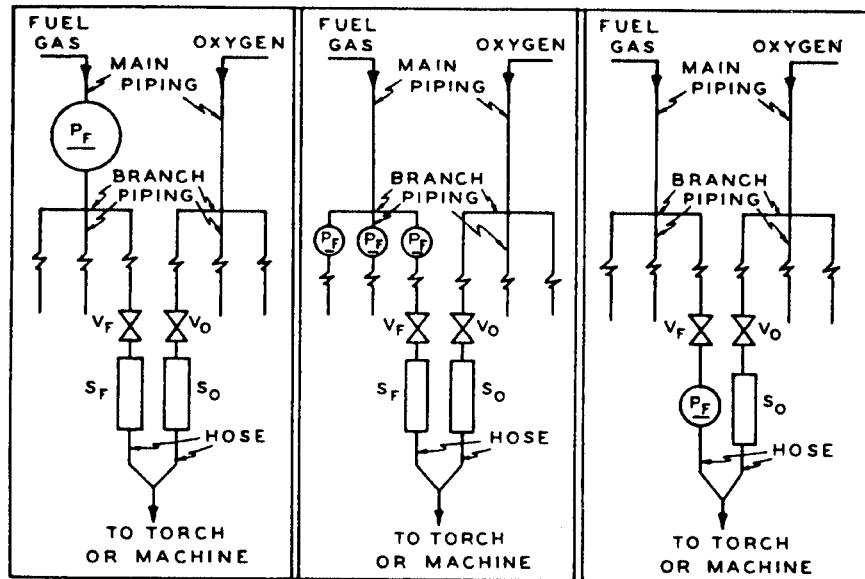 FUEL
GAS
OXYGEN
MAIN
PIPING
PF
BRANCH
PIPING
VF
VO
SF
SO
HOSE
TO TORCH
OR MACHINE
FUEL
GAS
OXYGEN
MAIN
PIPING
BRANCH
PIPING
PF
PF
PF
VF
VO
SF
SO
HOSE
TO TORCH
OR MACHINE
FUEL
GAS
OXYGEN
MAIN
PIPING
BRANCH
PIPING
VF
VO
PF
SO
HOSE
TO TORCH
OR MACHINE